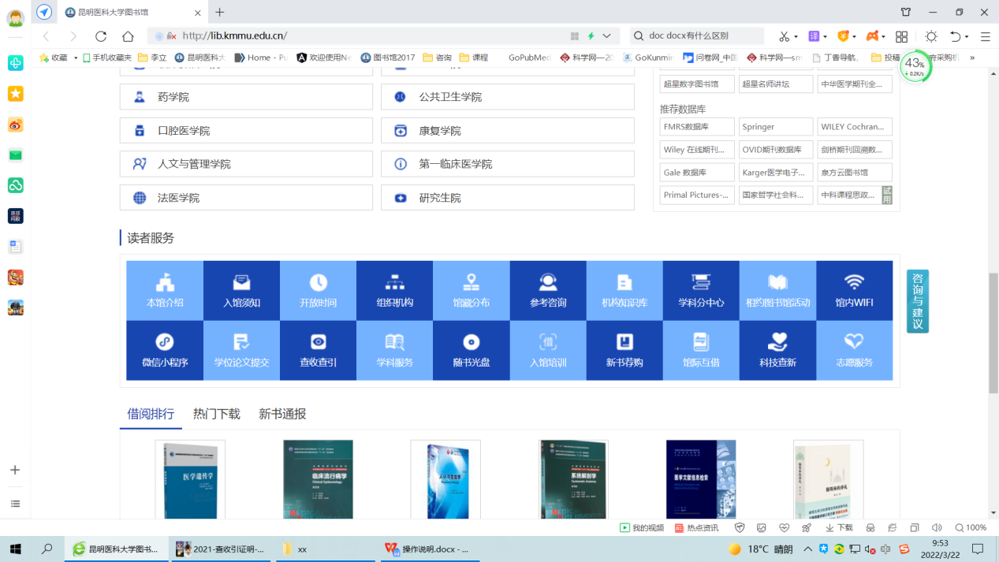 昆明医科大学图书馆
http://lib.kmmu.edu.cn/
doc docx有什么区别
收藏 手机收藏夹 李立 昆明医科大 Home - Pu 欢迎使用Ne 图书馆2017 咨询 课程 GoPubMed 科学网—20 GoKunmin 问卷网_中国 科学网—sm 丁香导航, 投稿 府采购机 »
43%
0.2K/s
超星数字图书馆 超星名师讲坛 中华医学期刊全...
药学院 公共卫生学院
推荐数据库
口腔医学院 康复学院
FMRS数据库 Springer WILEY Cochran...
Wiley 在线期刊... OVID期刊数据库 剑桥期刊回溯数...
人文与管理学院 第一临床医学院
Gale 数据库 Karger医学电子... 泉方云图书馆
法医学院 研究生院
Primal Pictures-... 国家哲学社会科... 中科课程思政... 试用
读者服务
本馆介绍 入馆须知 开放时间 组织机构 馆藏分布 参考咨询 机构知识库 学科分中心 相约图书馆活动 馆内WIFI
微信小程序 学位论文提交 查收查引 学科服务 随书光盘 入馆培训 新书荐购 馆际互借 科技查新 志愿服务
咨询与建议
借阅排行 热门下载 新书通报
医学遗传学
临床流行病学
Clinical Epidemiology
人体寄生虫学
系统解剖学
Systematic Anatomy
医学文献信息检索
我的视频 热点资讯 下载 100%
昆明医科大学图书... 2021-查收引证明-... xx 操作说明.docx - ... 18°C 晴朗
9:53
2022/3/22